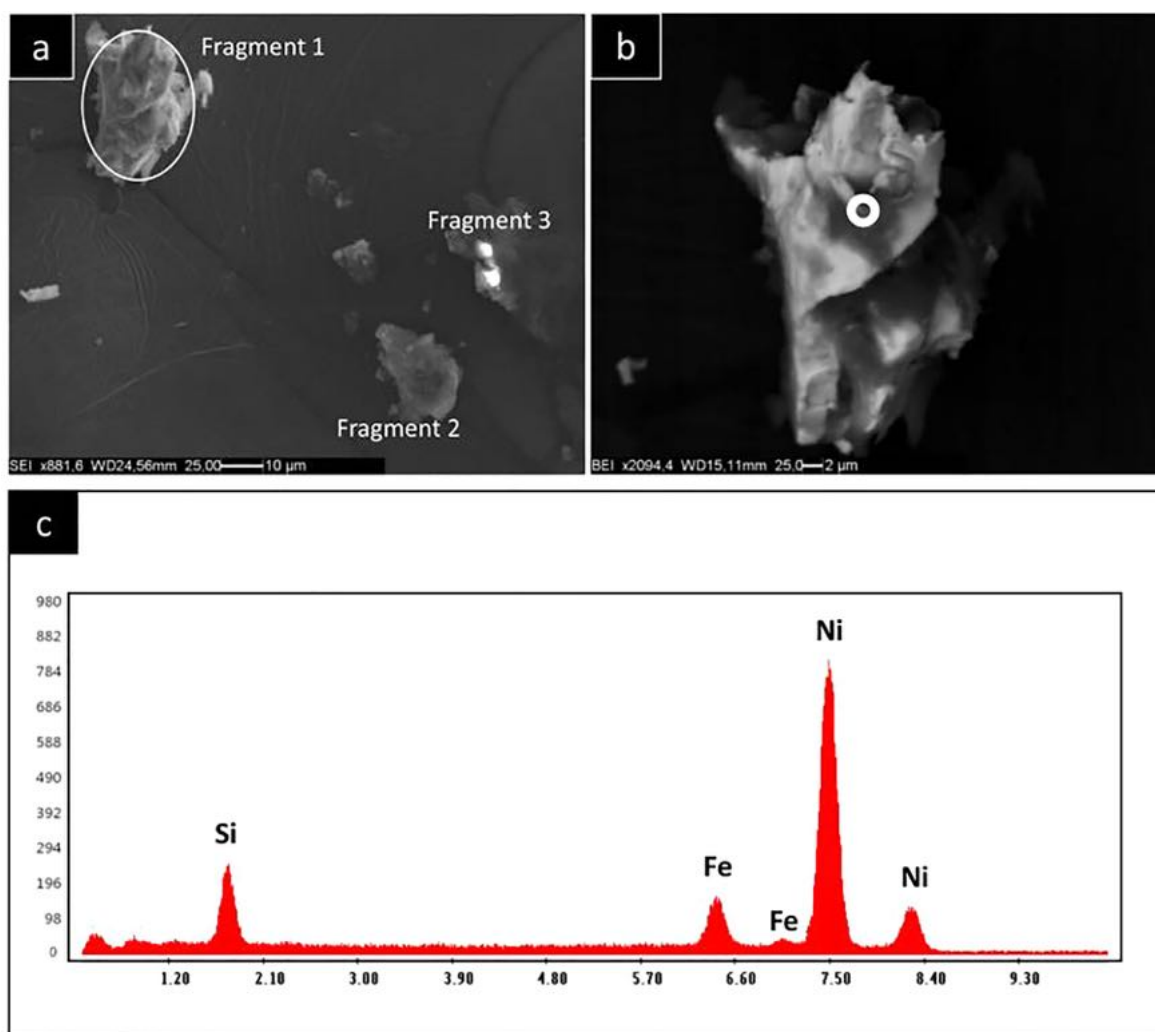 a
Fragment 1
Fragment 3
Fragment 2
SEI x881,6 WD24,56mm 25,00 10 µm
b
BEI x2094,4 WD15,11mm 25,0 2 µm
c
980
882
784
686
588
490
392
294
196
98
0
Si
Fe
Fe
Ni
Ni
1.20 2.10 3.00 3.90 4.80 5.70 6.60 7.50 8.40 9.30